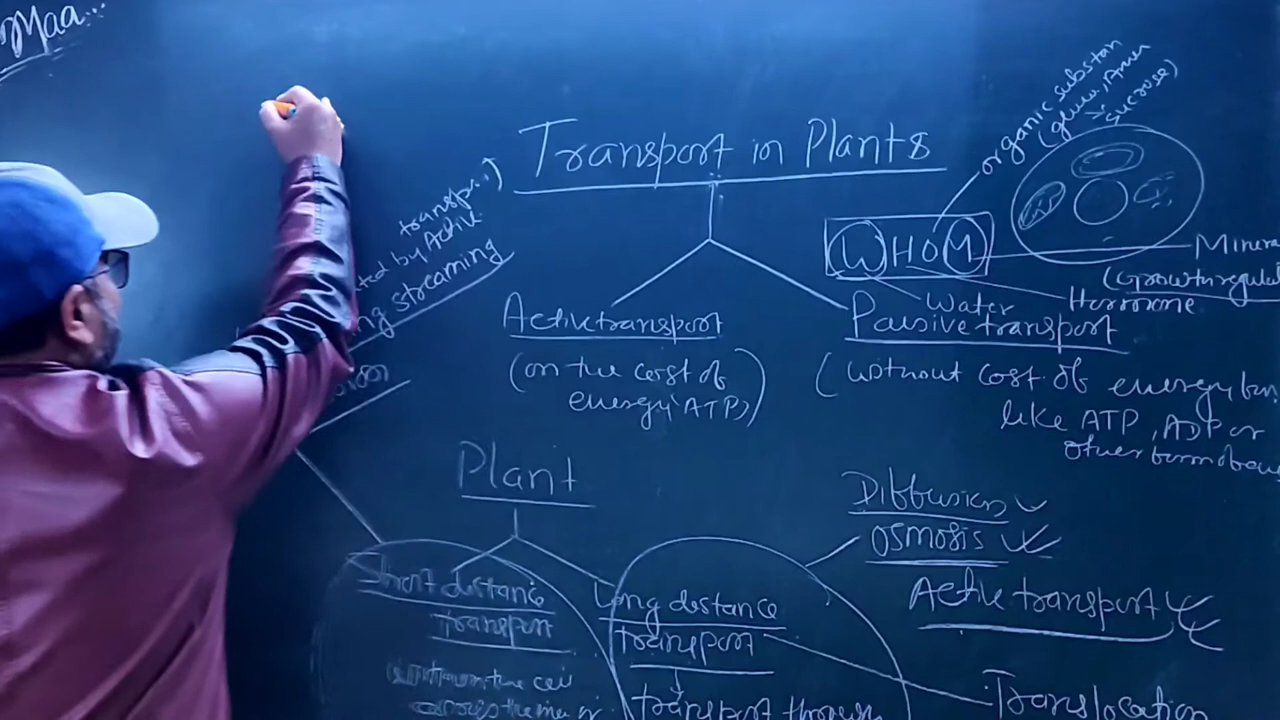 Maa...
Transport in Plants
organic substan
sucrose)
WHOM
Water
Hormone
Minera
(Growth regula
transp...)
by Active
streaming
Active transport
(on the cost of
energy ATP)
Passive transport
(without cost of energy
like ATP, ADP or
Plant
Short distance
transport
Long distance
transport
transport through
Diffusion
OSMOSIS
Active transport
Translocation